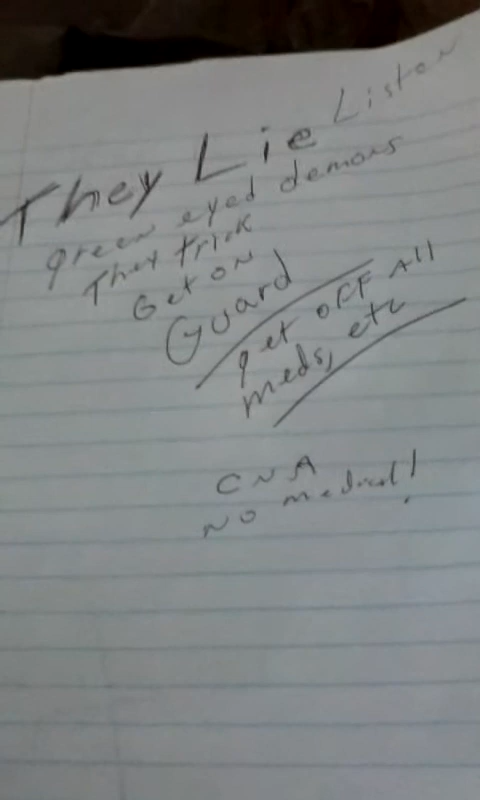 They Lie Listen
green eyed demons
They trick
Get on
Guard
get off All
meds, etc
CNA
NO medical!